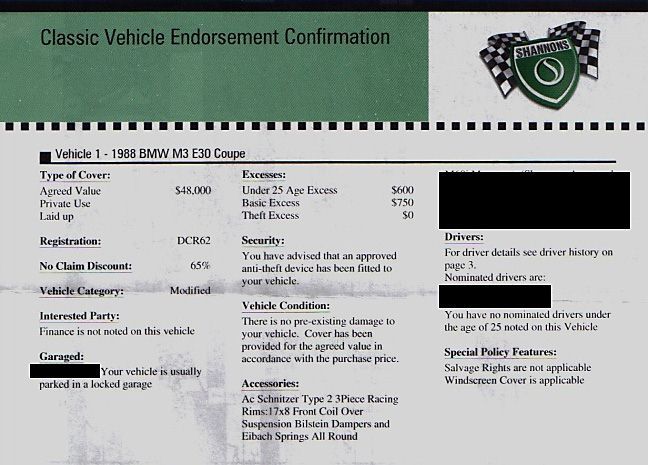 Classic Vehicle Endorsement Confirmation
SHANNONS
Vehicle 1 - 1988 BMW M3 E30 Coupe
Type of Cover:
Agreed Value $48,000
Private Use
Laid up
Registration: DCR62
No Claim Discount: 65%
Vehicle Category: Modified
Interested Party:
Finance is not noted on this vehicle
Garaged:
Your vehicle is usually
parked in a locked garage
Excesses:
Under 25 Age Excess $600
Basic Excess $750
Theft Excess $0
Security:
You have advised that an approved
anti-theft device has been fitted to
your vehicle.
Vehicle Condition:
There is no pre-existing damage to
your vehicle. Cover has been
provided for the agreed value in
accordance with the purchase price.
Accessories:
Ac Schnitzer Type 2 3Piece Racing
Rims:17x8 Front Coil Over
Suspension Bilstein Dampers and
Eibach Springs All Round
Drivers:
For driver details see driver history on
page 3.
Nominated drivers are:
You have no nominated drivers under
the age of 25 noted on this Vehicle
Special Policy Features:
Salvage Rights are not applicable
Windscreen Cover is applicable